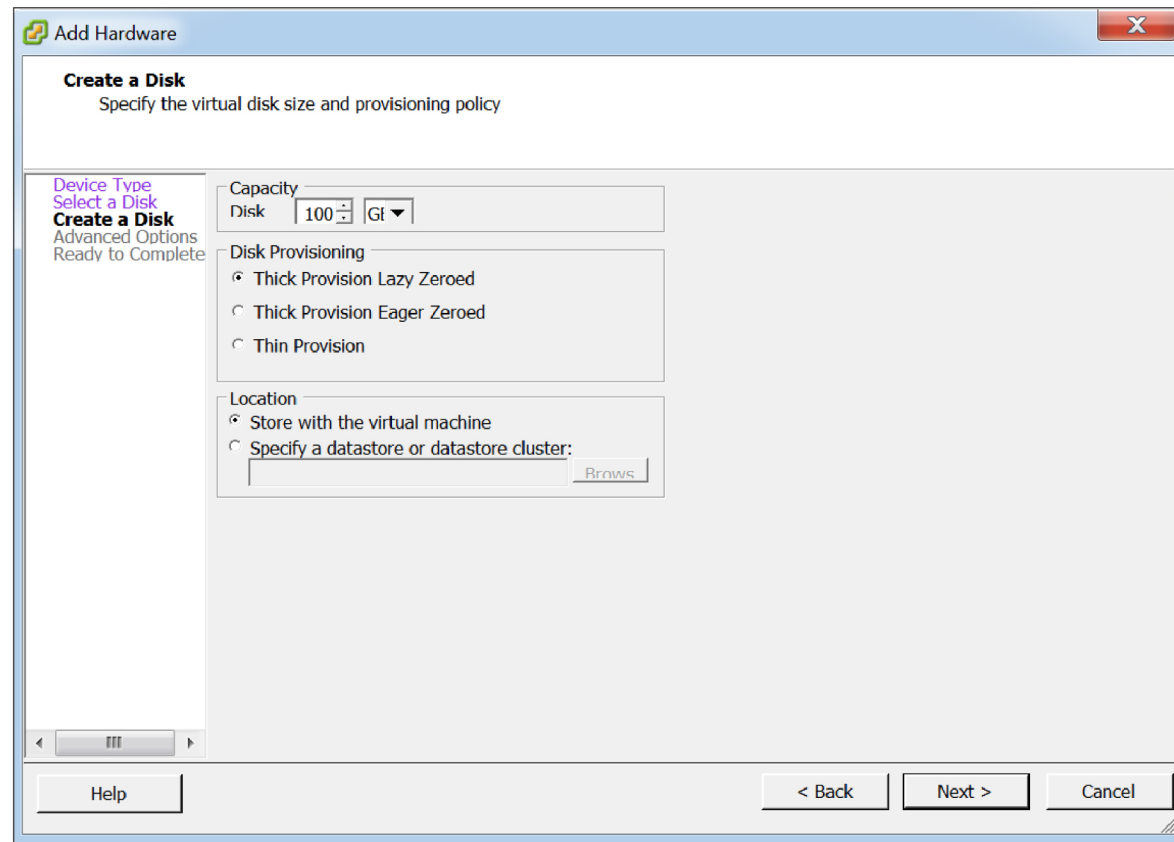 Add Hardware
Create a Disk
Specify the virtual disk size and provisioning policy
Device Type
Select a Disk
Create a Disk
Advanced Options
Ready to Complete
Capacity
Disk 100 GB
Disk Provisioning
Thick Provision Lazy Zeroed
Thick Provision Eager Zeroed
Thin Provision
Location
Store with the virtual machine
Specify a datastore or datastore cluster:
Brows
Help
< Back
Next >
Cancel